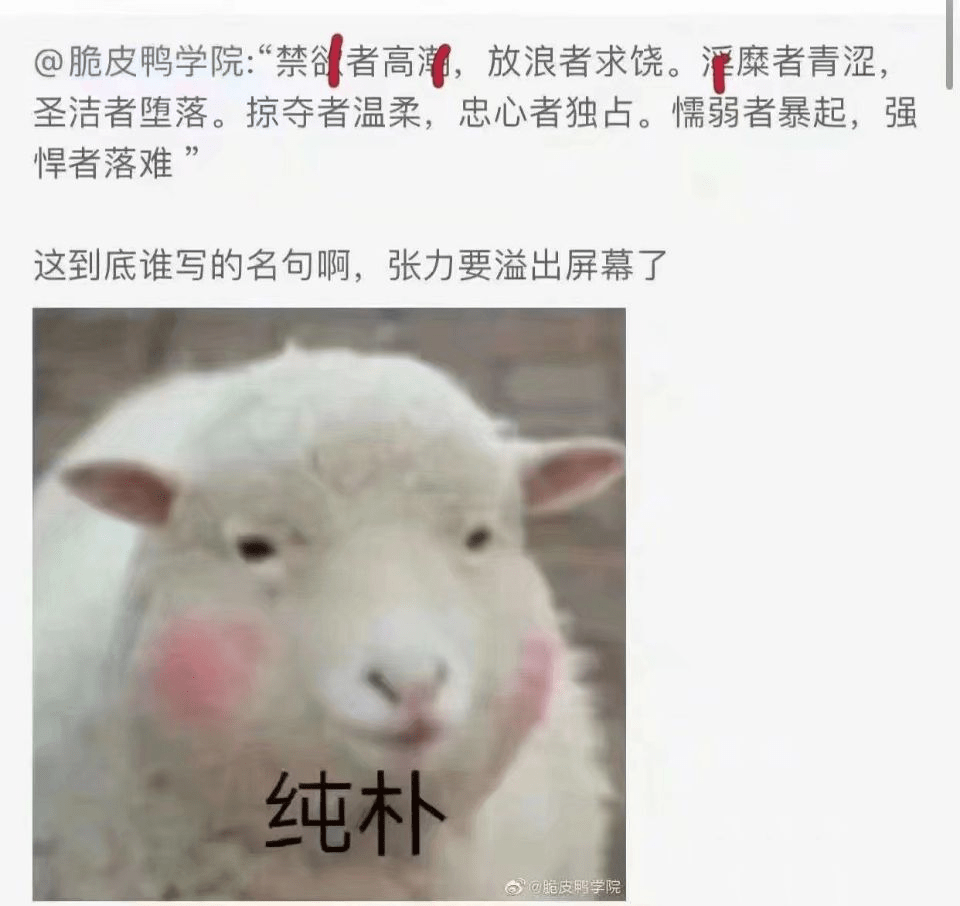 @脆皮鸭学院:“禁欲者高潮，放浪者求饶。淫糜者青涩，
圣洁者堕落。掠夺者温柔，忠心者独占。懦弱者暴起，强
悍者落难 ”
这到底谁写的名句啊，张力要溢出屏幕了
纯朴
@脆皮鸭学院